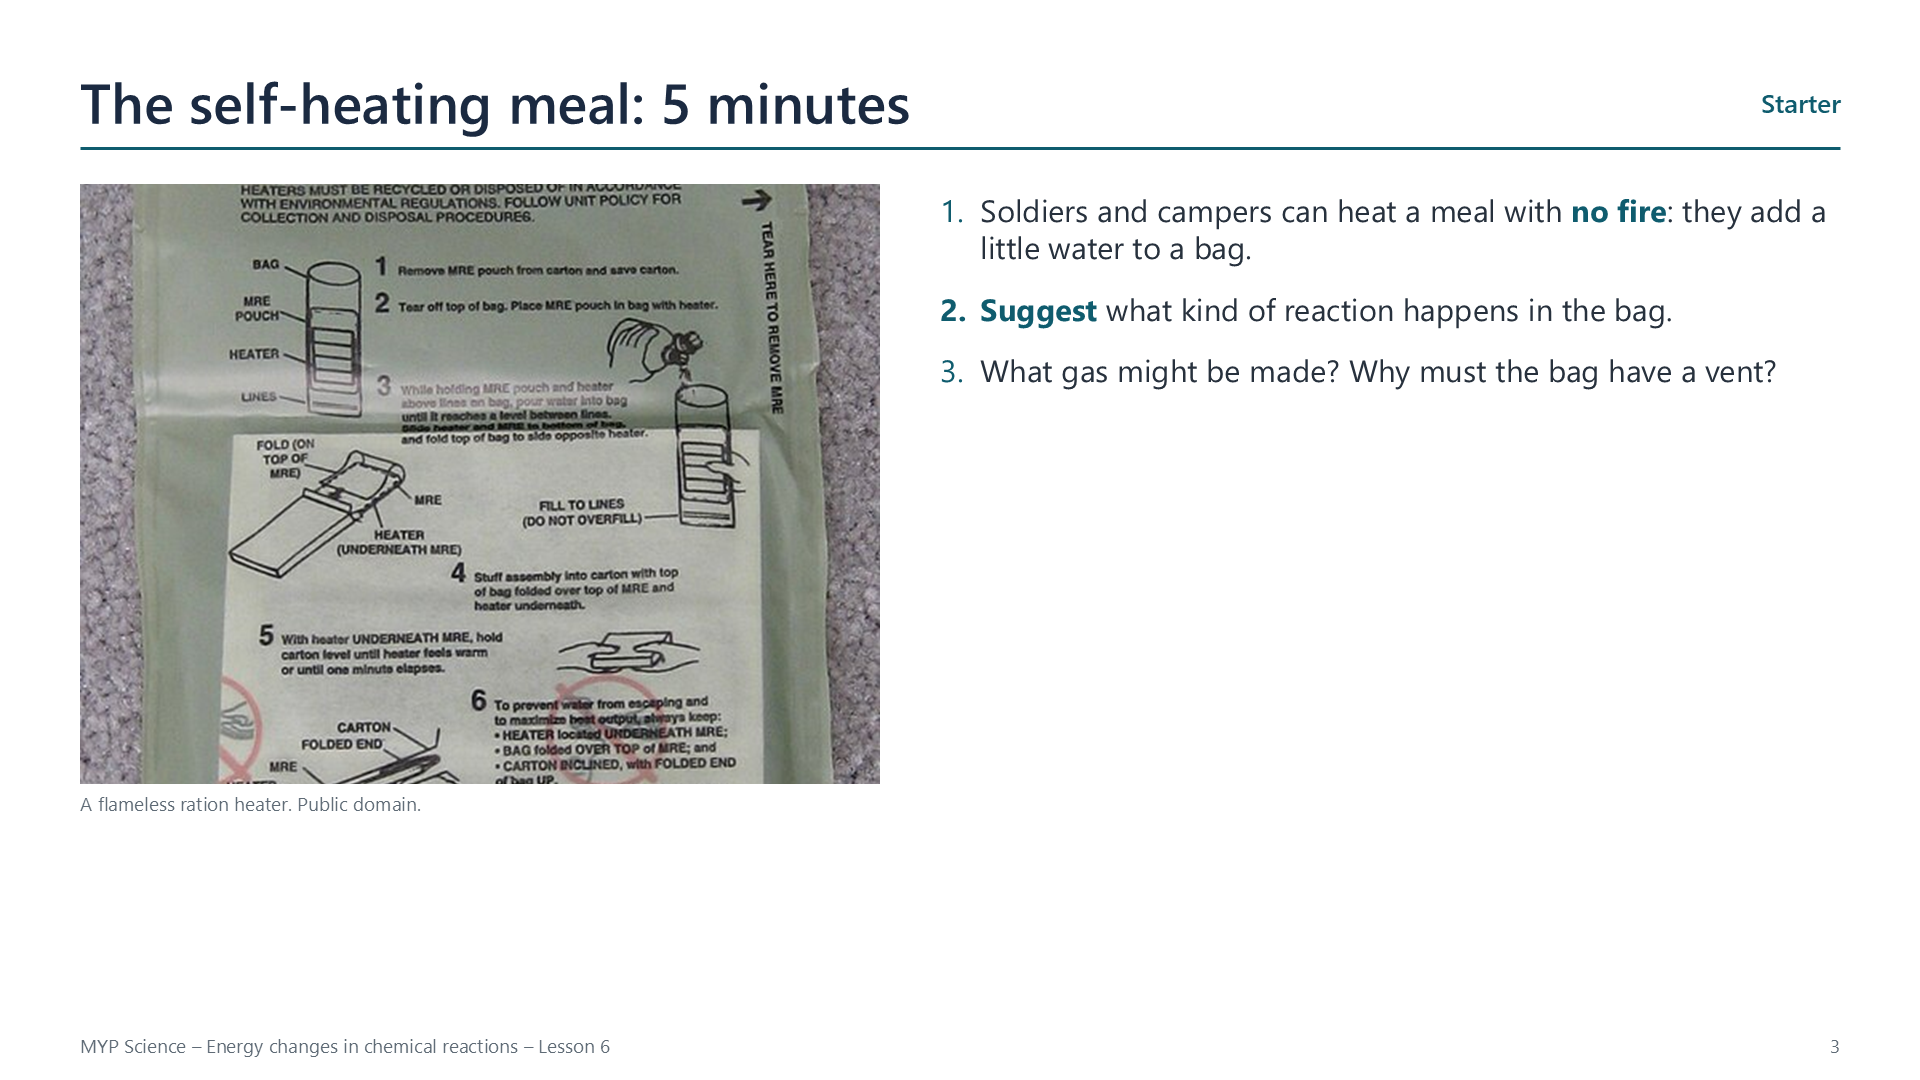 The self-heating meal: 5 minutes
Starter
HEATERS MUST BE RECYCLED OR DISPOSED OF IN ACCORDANCE
WITH ENVIRONMENTAL REGULATIONS. FOLLOW UNIT POLICY FOR
COLLECTION AND DISPOSAL PROCEDURES.
TEAR HERE TO REMOVE MRE
BAG
MRE
POUCH
HEATER
LINES
1 Remove MRE pouch from carton and save carton.
2 Tear off top of bag. Place MRE pouch in bag with heater.
3 While holding MRE pouch and heater
above lines on bag, pour water into bag
until it reaches a level between lines.
Slide heater and MRE to bottom of bag,
and fold top of bag to side opposite heater.
FOLD (ON
TOP OF
MRE)
MRE
HEATER
(UNDERNEATH MRE)
FILL TO LINES
(DO NOT OVERFILL)
4 Stuff assembly into carton with top
of bag folded over top of MRE and
heater underneath.
5 With heater UNDERNEATH MRE, hold
carton level until heater feels warm
or until one minute elapses.
6 To prevent water from escaping and
to maximize heat output, always keep:
• HEATER located UNDERNEATH MRE;
• BAG folded OVER TOP of MRE; and
• CARTON INCLINED, with FOLDED END
of bag UP.
CARTON
FOLDED END
MRE
A flameless ration heater. Public domain.
1. Soldiers and campers can heat a meal with no fire: they add a
little water to a bag.
2. Suggest what kind of reaction happens in the bag.
3. What gas might be made? Why must the bag have a vent?
MYP Science – Energy changes in chemical reactions – Lesson 6
3